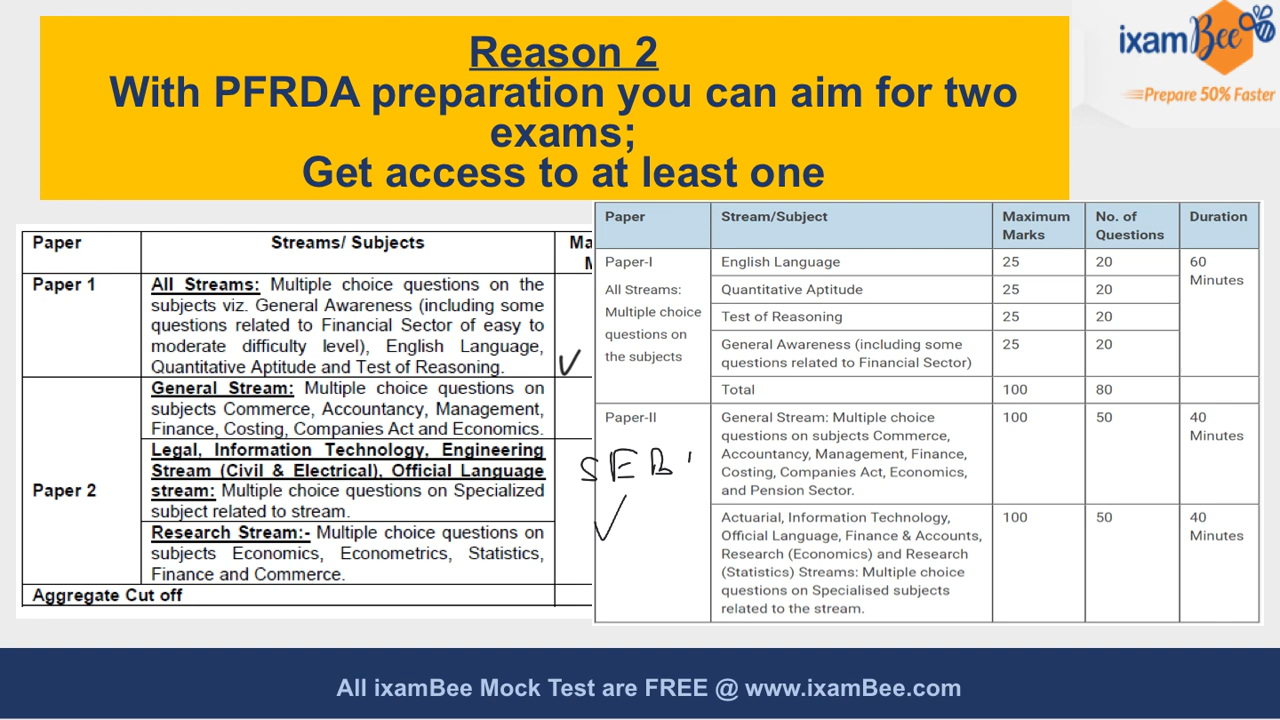 Reason 2
With PFRDA preparation you can aim for two
exams;
Get access to at least one
ixamBee
Prepare 50% Faster
Paper Streams/ Subjects
Paper 1 All Streams: Multiple choice questions on the
subjects viz. General Awareness (including some
questions related to Financial Sector of easy to
moderate difficulty level), English Language,
Quantitative Aptitude and Test of Reasoning.
General Stream: Multiple choice questions on
subjects Commerce, Accountancy, Management,
Finance, Costing, Companies Act and Economics.
Legal, Information Technology, Engineering
Stream (Civil & Electrical), Official Language
Paper 2 stream: Multiple choice questions on Specialized
subject related to stream.
Research Stream:- Multiple choice questions on
subjects Economics, Econometrics, Statistics,
Finance and Commerce.
Aggregate Cut off
SEBI
Paper Stream/Subject Maximum Marks No. of Questions Duration
Paper-I English Language 25 20 60 Minutes
All Streams: Quantitative Aptitude 25 20
Multiple choice Test of Reasoning 25 20
questions on General Awareness (including some 25 20
the subjects questions related to Financial Sector)
Total 100 80
Paper-II General Stream: Multiple choice 100 50 40 Minutes
questions on subjects Commerce,
Accountancy, Management, Finance,
Costing, Companies Act, Economics,
and Pension Sector.
Actuarial, Information Technology, 100 50 40 Minutes
Official Language, Finance & Accounts,
Research (Economics) and Research
(Statistics) Streams: Multiple choice
questions on Specialised subjects
related to the stream.
All ixamBee Mock Test are FREE @ www.ixamBee.com